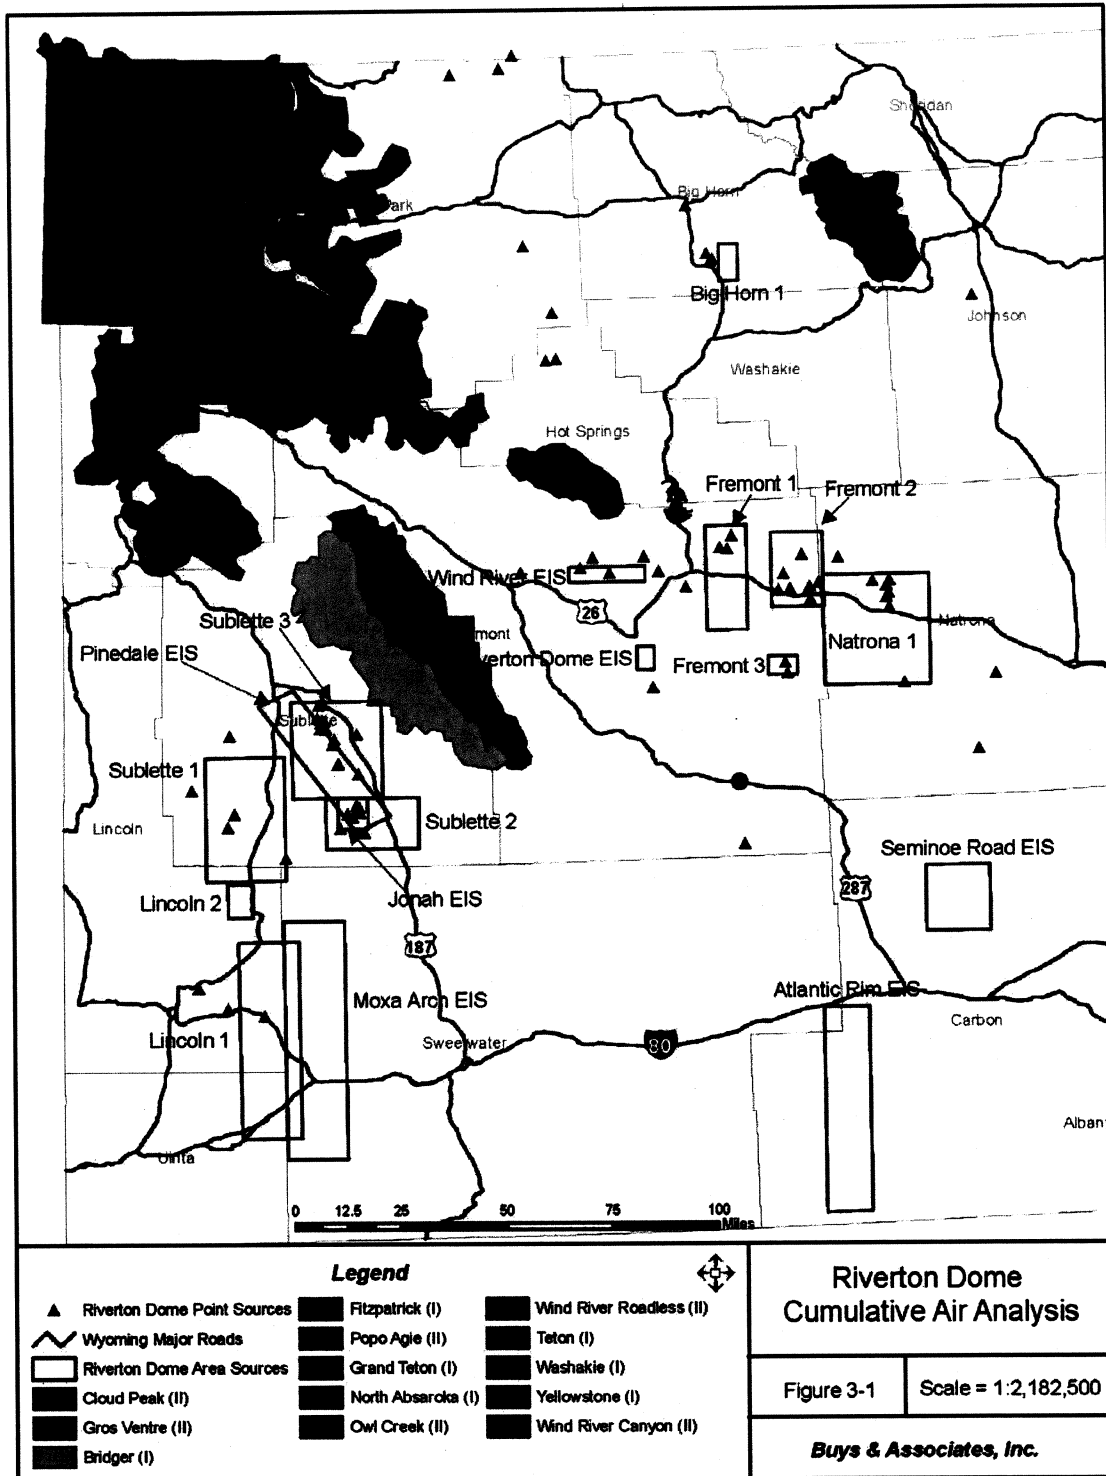 Sheridan
Park
Big Horn
Big Horn 1
Johnson
Washakie
Hot Springs
Fremont 1
Fremont 2
Wind River EIS
26
Sublette 3
Pinedale EIS
mont
verton Dome EIS
Fremont 3
Natrona 1
Natrona
Sublette
Sublette 1
Lincoln
Sublette 2
Seminoe Road EIS
Lincoln 2
Jonah EIS
287
187
Moxa Arch EIS
Atlantic Rim EIS
Lincoln 1
Sweetwater
80
Carbon
Alban
Uinta
0 12.5 25 50 75 100
Miles
Legend
Riverton Dome Point Sources
Wyoming Major Roads
Riverton Dome Area Sources
Cloud Peak (II)
Gros Ventre (II)
Bridger (I)
Fitzpatrick (I)
Popo Agie (II)
Grand Teton (I)
North Absaroka (I)
Owl Creek (II)
Wind River Roadless (II)
Teton (I)
Washakie (I)
Yellowstone (I)
Wind River Canyon (II)
Riverton Dome
Cumulative Air Analysis
Figure 3-1
Scale = 1:2,182,500
Buys & Associates, Inc.